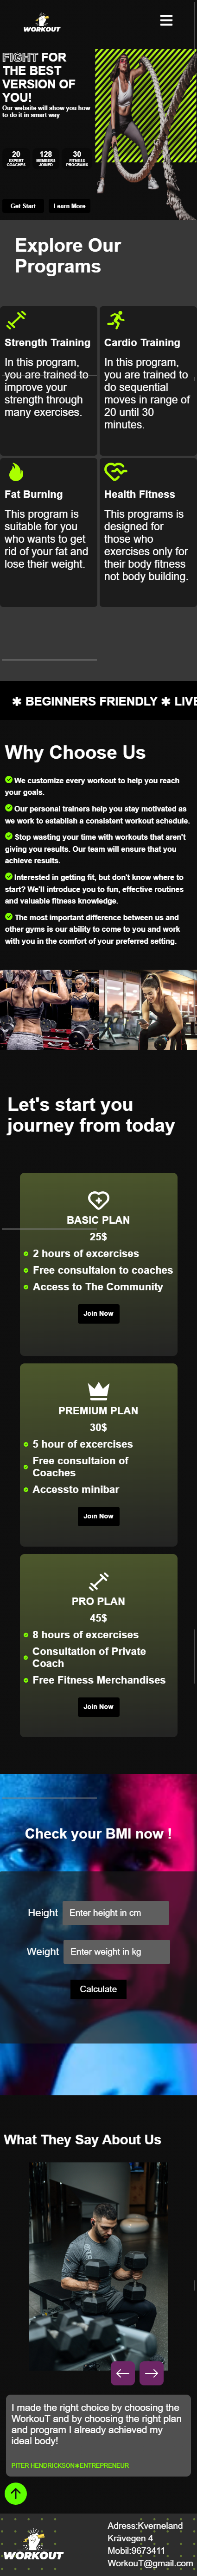 WORKOUT
FIGHT FOR
THE BEST
VERSION OF
YOU!
Our website will show you how
to do it in smart way
20 128 30
EXPERT MEMBERS FITNESS
COACHES JOINED PROGRAMS
Get Start Learn More
Explore Our
Programs
Strength Training
In this program,
you are trained to
improve your
strength through
many exercises.
Cardio Training
In this program,
you are trained to
do sequential
moves in range of
20 until 30
minutes.
Fat Burning
This program is
suitable for you
who wants to get
rid of your fat and
lose their weight.
Health Fitness
This programs is
designed for
those who
exercises only for
their body fitness
not body building.
✱ BEGINNERS FRIENDLY ✱ LIVE
Why Choose Us
We customize every workout to help you reach
your goals.
Our personal trainers help you stay motivated as
we work to establish a consistent workout schedule.
Stop wasting your time with workouts that aren't
giving you results. Our team will ensure that you
achieve results.
Interested in getting fit, but don't know where to
start? We'll introduce you to fun, effective routines
and valuable fitness knowledge.
The most important difference between us and
other gyms is our ability to come to you and work
with you in the comfort of your preferred setting.
Let's start you
journey from today
BASIC PLAN
25$
2 hours of excercises
Free consultaion to coaches
Access to The Community
Join Now
PREMIUM PLAN
30$
5 hour of excercises
Free consultaion of
Coaches
Accessto minibar
Join Now
PRO PLAN
45$
8 hours of exercises
Consultation of Private
Coach
Free Fitness Merchandises
Join Now
Check your BMI now !
Height Enter height in cm
Weight Enter weight in kg
Calculate
What They Say About Us
I made the right choice by choosing the
WorkouT and by choosing the right plan
and program I already achieved my
ideal body!
PITER HENDRICKSON✱ENTREPRENEUR
WORKOUT
Adress:Kverneland
Kråvegen 4
Mobil:9673411
WorkouT@gmail.com